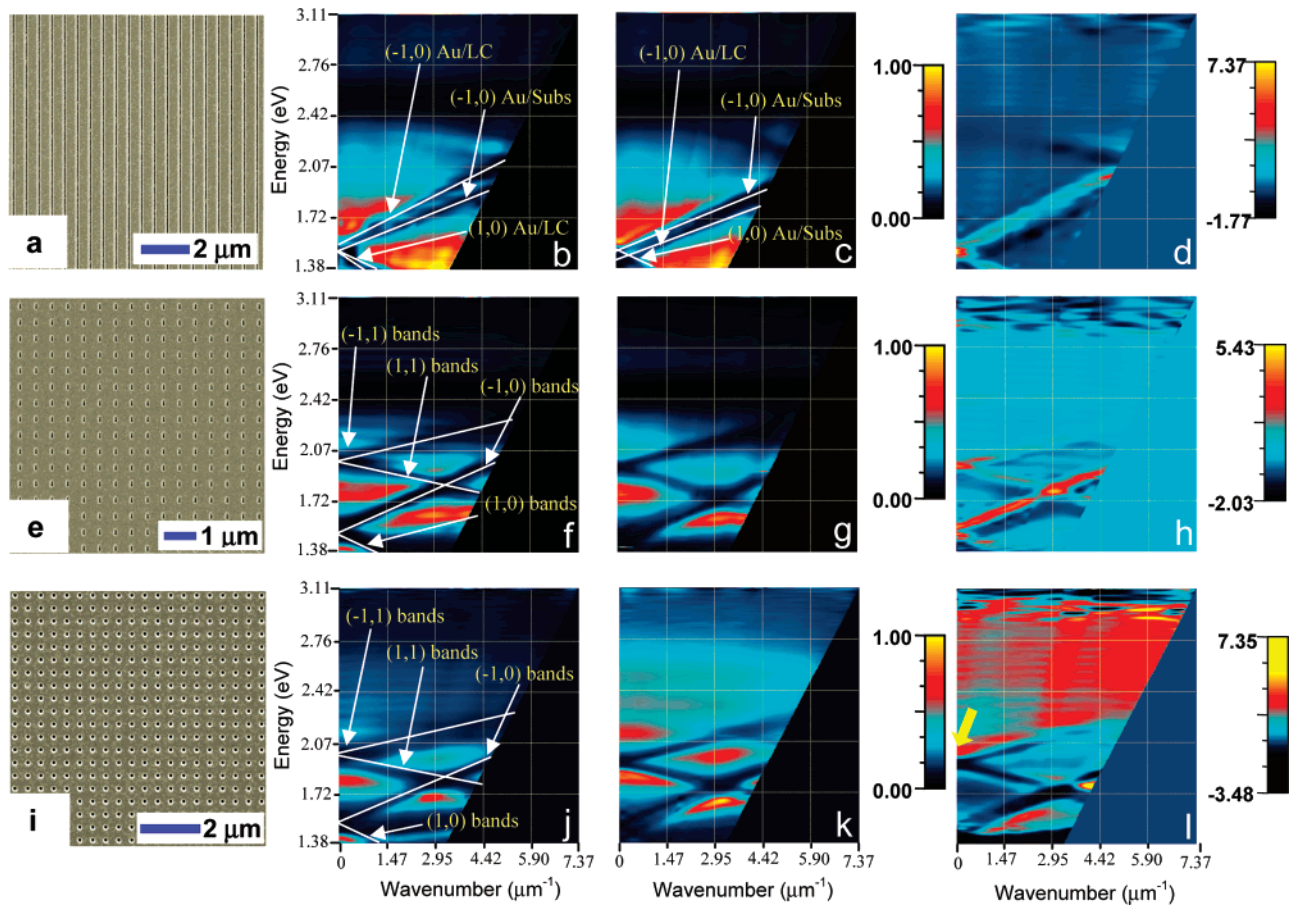 3.11
2.76
2.42
2.07
1.72
1.38
Energy (eV)
a
2 μm
(-1,0) Au/LC
(-1,0) Au/Subs
(1,0) Au/LC
b
(-1,0) Au/LC
(-1,0) Au/Subs
(1,0) Au/Subs
c
1.00
0.00
d
7.37
-1.77
3.11
2.76
2.42
2.07
1.72
1.38
Energy (eV)
e
1 μm
(-1,1) bands
(1,1) bands
(-1,0) bands
(1,0) bands
f
g
1.00
0.00
h
5.43
-2.03
3.11
2.76
2.42
2.07
1.72
1.38
Energy (eV)
i
2 μm
(-1,1) bands
(1,1) bands
(-1,0) bands
(1,0) bands
j
k
1.00
0.00
l
7.35
-3.48
0 1.47 2.95 4.42 5.90 7.37
Wavenumber (μm⁻¹)
0 1.47 2.95 4.42 5.90 7.37
Wavenumber (μm⁻¹)
0 1.47 2.95 4.42 5.90 7.37
Wavenumber (μm⁻¹)